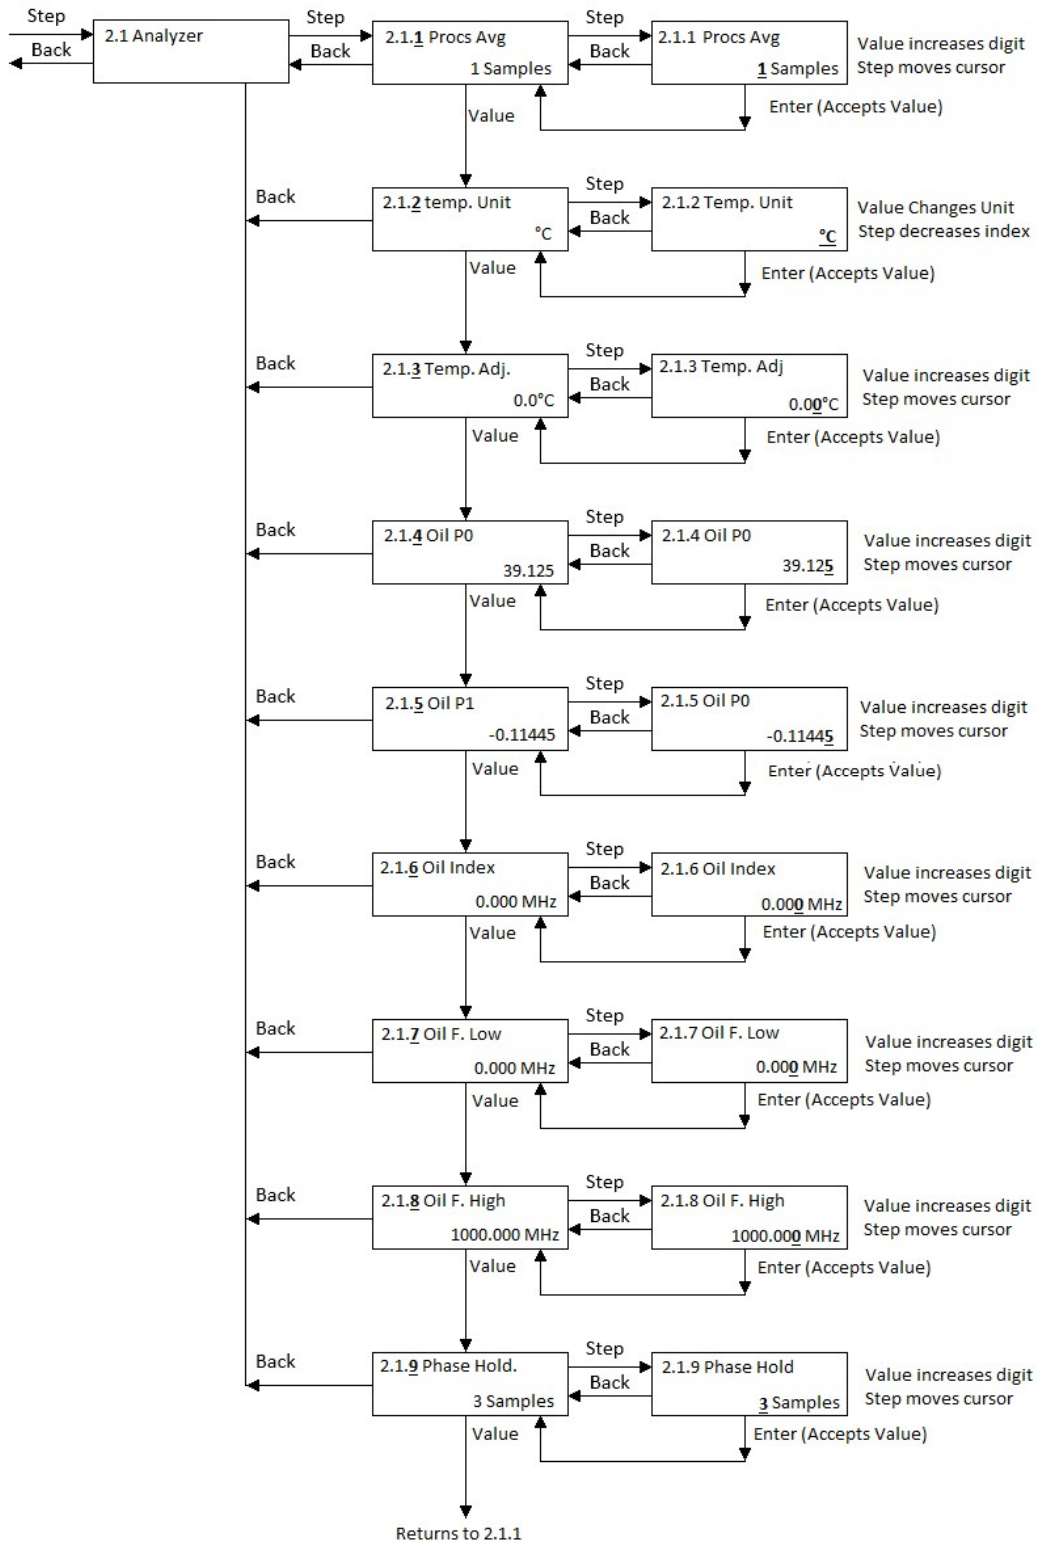 Step
Back
2.1 Analyzer
Step
Back
2.1.1 Procs Avg
1 Samples
Step
Back
2.1.1 Procs Avg
1 Samples
Value increases digit
Step moves cursor
Value
Enter (Accepts Value)
Back
2.1.2 temp. Unit
°C
Step
Back
2.1.2 Temp. Unit
°C
Value Changes Unit
Step decreases index
Value
Enter (Accepts Value)
Back
2.1.3 Temp. Adj.
0.0°C
Step
Back
2.1.3 Temp. Adj
0.00°C
Value increases digit
Step moves cursor
Value
Enter (Accepts Value)
Back
2.1.4 Oil P0
39.125
Step
Back
2.1.4 Oil P0
39.125
Value increases digit
Step moves cursor
Value
Enter (Accepts Value)
Back
2.1.5 Oil P1
-0.11445
Step
Back
2.1.5 Oil P0
-0.11445
Value increases digit
Step moves cursor
Value
Enter (Accepts Value)
Back
2.1.6 Oil Index
0.000 MHz
Step
Back
2.1.6 Oil Index
0.000 MHz
Value increases digit
Step moves cursor
Value
Enter (Accepts Value)
Back
2.1.7 Oil F. Low
0.000 MHz
Step
Back
2.1.7 Oil F. Low
0.000 MHz
Value increases digit
Step moves cursor
Value
Enter (Accepts Value)
Back
2.1.8 Oil F. High
1000.000 MHz
Step
Back
2.1.8 Oil F. High
1000.000 MHz
Value increases digit
Step moves cursor
Value
Enter (Accepts Value)
Back
2.1.9 Phase Hold.
3 Samples
Step
Back
2.1.9 Phase Hold
3 Samples
Value increases digit
Step moves cursor
Value
Enter (Accepts Value)
Returns to 2.1.1